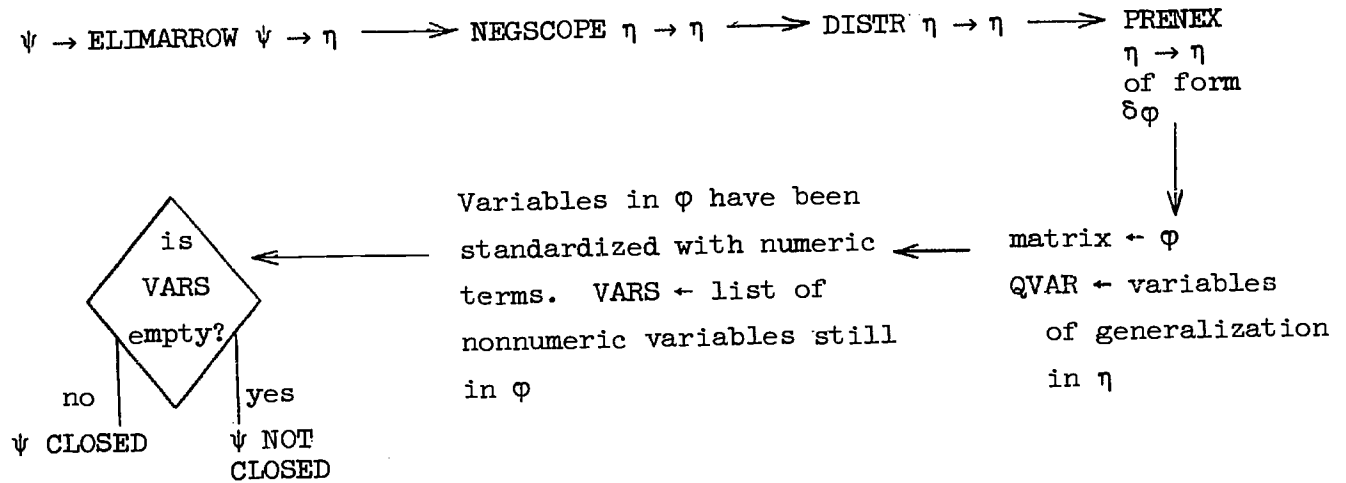 ψ → ELIMARROW ψ → η ⟶ NEGSCOPE η → η ⟶ DISTR η → η ⟶ PRENEX
η → η
of form
δφ
matrix ← φ
QVAR ← variables
of generalization
in η
Variables in φ have been
standardized with numeric
terms. VARS ← list of
nonnumeric variables still
in φ
is
VARS
empty?
no
ψ CLOSED
yes
ψ NOT
CLOSED